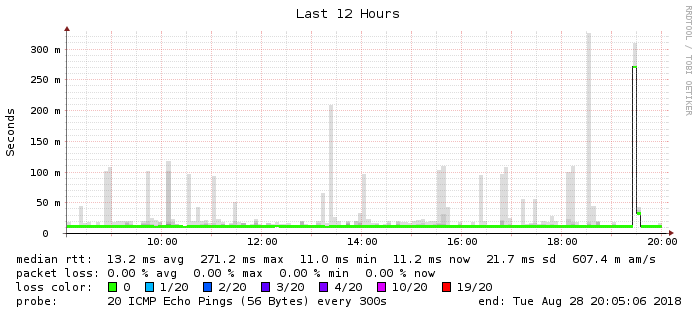 Last 12 Hours
RRDTOOL / TOBI OETIKER
Seconds
300 m
250 m
200 m
150 m
100 m
50 m
0
10:00 12:00 14:00 16:00 18:00 20:00
median rtt: 13.2 ms avg 271.2 ms max 11.0 ms min 11.2 ms now 21.7 ms sd 607.4 m am/s
packet loss: 0.00 % avg 0.00 % max 0.00 % min 0.00 % now
loss color: 0 1/20 2/20 3/20 4/20 10/20 19/20
probe: 20 ICMP Echo Pings (56 Bytes) every 300s end: Tue Aug 28 20:05:06 2018